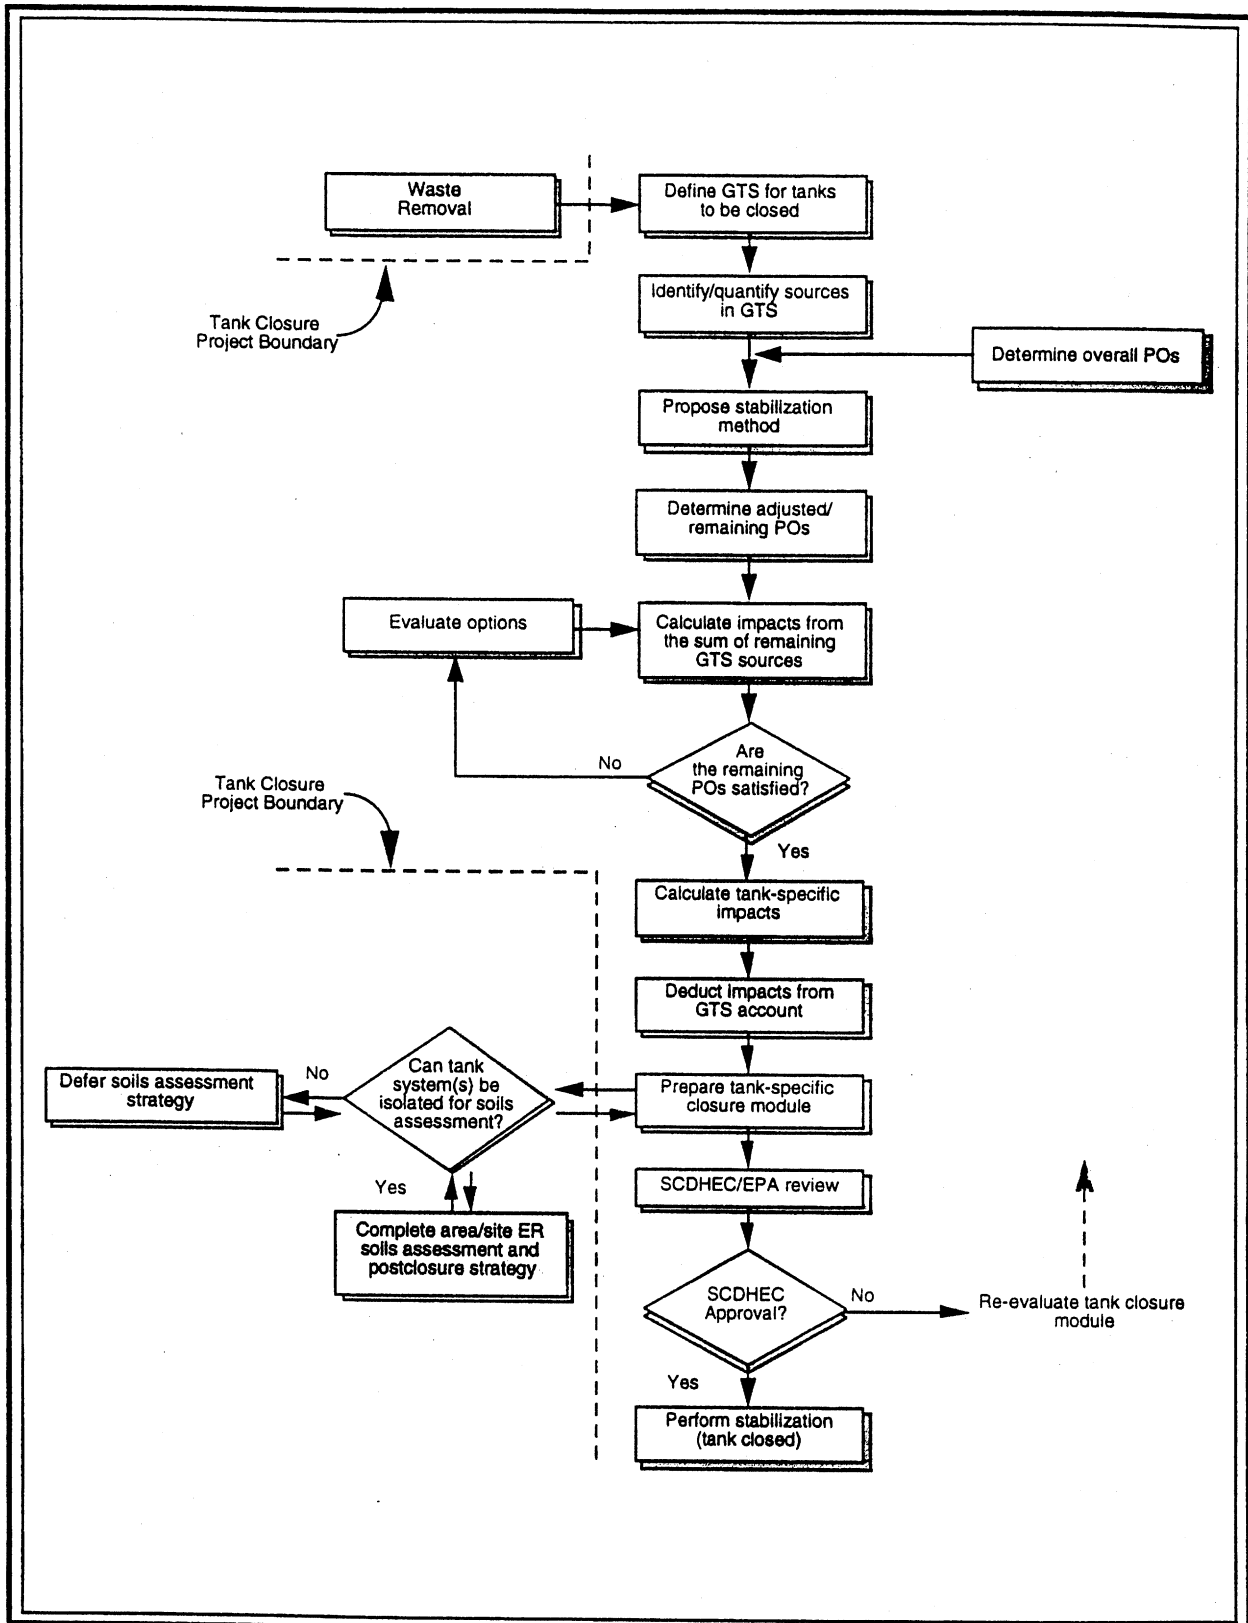 Waste
Removal
Define GTS for tanks
to be closed
Identify/quantify sources
in GTS
Tank Closure
Project Boundary
Determine overall POs
Propose stabilization
method
Determine adjusted/
remaining POs
Evaluate options
Calculate impacts from
the sum of remaining
GTS sources
No
Are
the remaining
POs satisfied?
Tank Closure
Project Boundary
Yes
Calculate tank-specific
impacts
Deduct impacts from
GTS account
Defer soils assessment
strategy
No
Can tank
system(s) be
isolated for soils
assessment?
Prepare tank-specific
closure module
Yes
SCDHEC/EPA review
Complete area/site ER
soils assessment and
postclosure strategy
SCDHEC
Approval?
No
Re-evaluate tank closure
module
Yes
Perform stabilization
(tank closed)